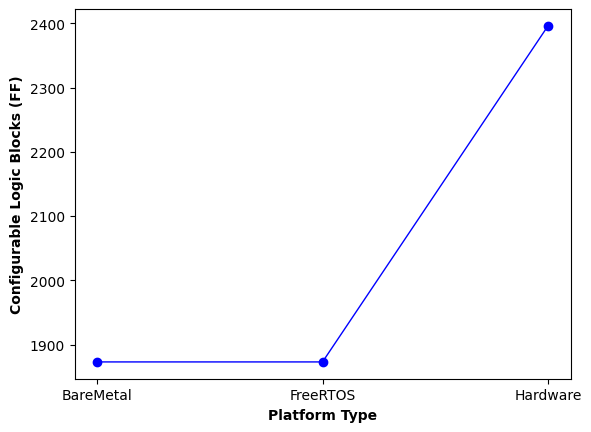 2400
2300
2200
2100
2000
1900
Configurable Logic Blocks (FF)
BareMetal FreeRTOS Hardware
Platform Type